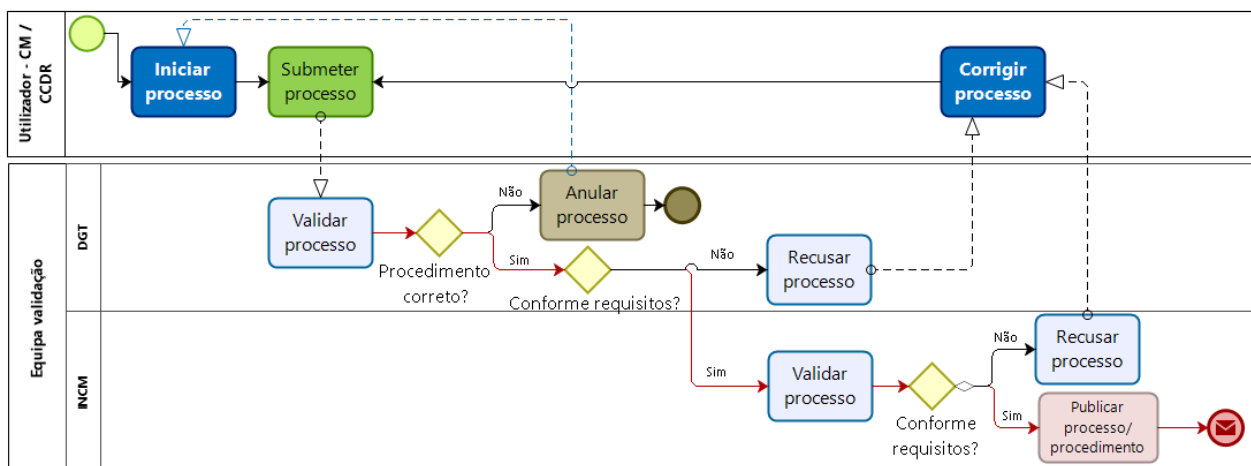 Utilizador - CM /
CCDR
Iniciar
processo
Submeter
processo
Corrigir
processo
Equipa validação
DGT
Validar
processo
Procedimento
correto?
Não
Anular
processo
Sim
Conforme requisitos?
Não
Recusar
processo
INCM
Sim
Validar
processo
Conforme
requisitos?
Não
Recusar
processo
Sim
Publicar
processo/
procedimento